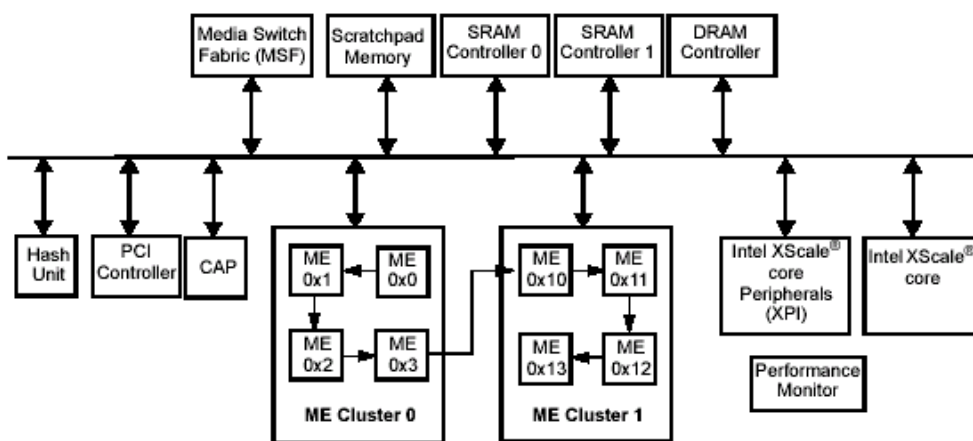 Media Switch
Fabric (MSF)
Scratchpad
Memory
SRAM
Controller 0
SRAM
Controller 1
DRAM
Controller
Hash
Unit
PCI
Controller
CAP
ME
0x1
ME
0x0
ME
0x2
ME
0x3
ME Cluster 0
ME
0x10
ME
0x11
ME
0x13
ME
0x12
ME Cluster 1
Intel XScale®
core
Peripherals
(XPI)
Intel XScale®
core
Performance
Monitor